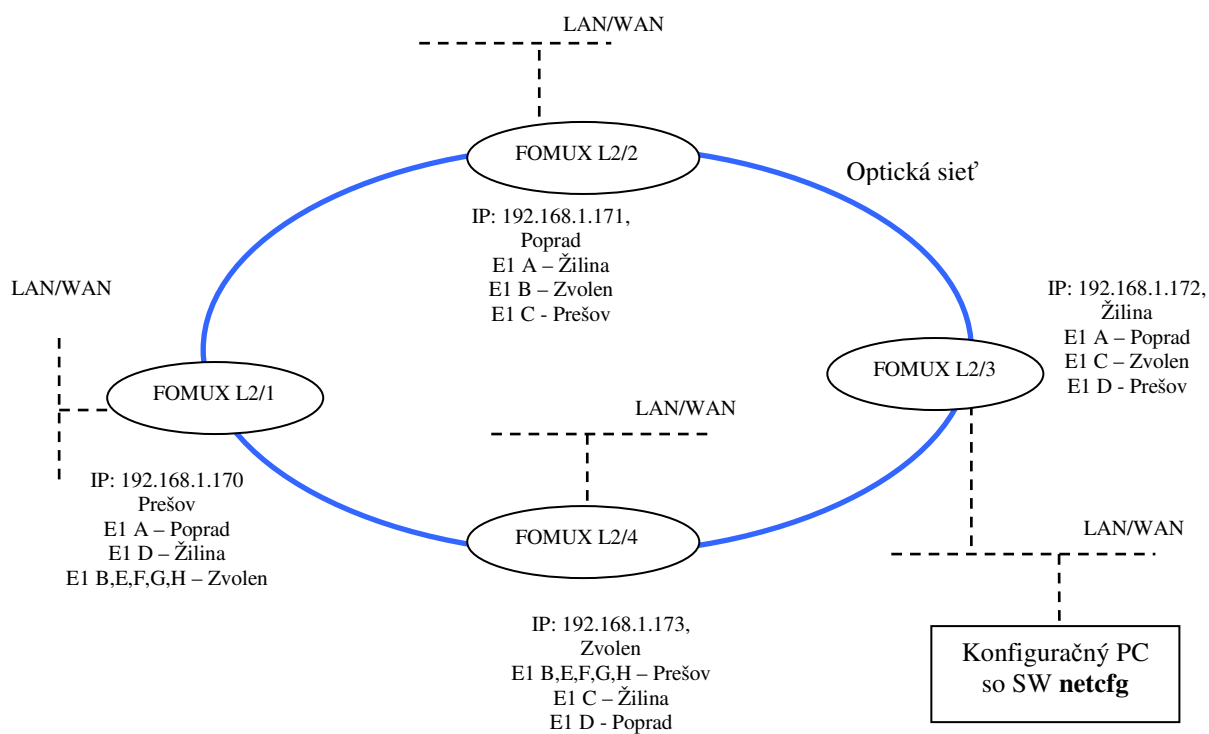 LAN/WAN
FOMUX L2/2
Optická sieť
IP: 192.168.1.171,
Poprad
E1 A – Žilina
E1 B – Zvolen
E1 C - Prešov
LAN/WAN
FOMUX L2/1
IP: 192.168.1.170
Prešov
E1 A – Poprad
E1 D – Žilina
E1 B,E,F,G,H – Zvolen
IP: 192.168.1.172,
Žilina
E1 A – Poprad
E1 C – Zvolen
E1 D - Prešov
FOMUX L2/3
LAN/WAN
FOMUX L2/4
IP: 192.168.1.173,
Zvolen
E1 B,E,F,G,H – Prešov
E1 C – Žilina
E1 D - Poprad
LAN/WAN
Konfiguračný PC
so SW netcfg